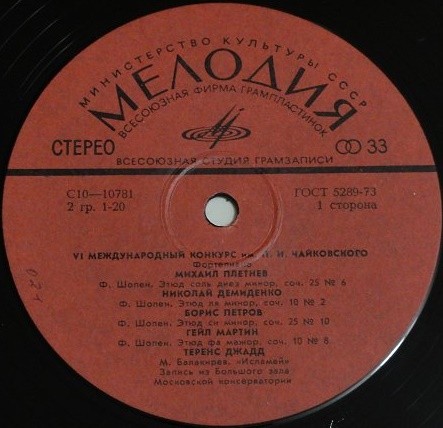 МИНИСТЕРСТВО КУЛЬТУРЫ СССР
МЕЛОДИЯ
ВСЕСОЮЗНАЯ ФИРМА ГРАМПЛАСТИНОК
СТЕРЕО
33
ВСЕСОЮЗНАЯ СТУДИЯ ГРАМЗАПИСИ
С10—10781
ГОСТ 5289-73
2 гр. 1-20
1 сторона
VI МЕЖДУНАРОДНЫЙ КОНКУРС им. П. И. ЧАЙКОВСКОГО
Фортепиано
МИХАИЛ ПЛЕТНЕВ
Ф. Шопен. Этюд соль диез минор, соч. 25 № 6
НИКОЛАЙ ДЕМИДЕНКО
Ф. Шопен. Этюд ля минор, соч. 10 № 2
БОРИС ПЕТРОВ
Ф. Шопен. Этюд си минор, соч. 25 № 10
ГЕЙЛ МАРТИН
Ф. Шопен. Этюд фа мажор, соч. 10 № 8
ТЕРЕНС ДЖАДД
М. Балакирев. «Исламей»
Запись из Большого зала
Московской консерватории